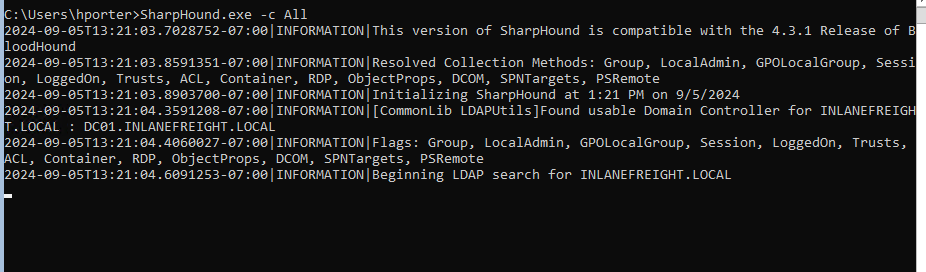 C:\Users\hporter>SharpHound.exe -c All
2024-09-05T13:21:03.7028752-07:00|INFORMATION|This version of SharpHound is compatible with the 4.3.1 Release of B
loodHound
2024-09-05T13:21:03.8591351-07:00|INFORMATION|Resolved Collection Methods: Group, LocalAdmin, GPOLocalGroup, Sessi
on, LoggedOn, Trusts, ACL, Container, RDP, ObjectProps, DCOM, SPNTargets, PSRemote
2024-09-05T13:21:03.8903700-07:00|INFORMATION|Initializing SharpHound at 1:21 PM on 9/5/2024
2024-09-05T13:21:04.3591208-07:00|INFORMATION|[CommonLib LDAPUtils]Found usable Domain Controller for INLANEFREIGH
T.LOCAL : DC01.INLANEFREIGHT.LOCAL
2024-09-05T13:21:04.4060027-07:00|INFORMATION|Flags: Group, LocalAdmin, GPOLocalGroup, Session, LoggedOn, Trusts,
ACL, Container, RDP, ObjectProps, DCOM, SPNTargets, PSRemote
2024-09-05T13:21:04.6091253-07:00|INFORMATION|Beginning LDAP search for INLANEFREIGHT.LOCAL